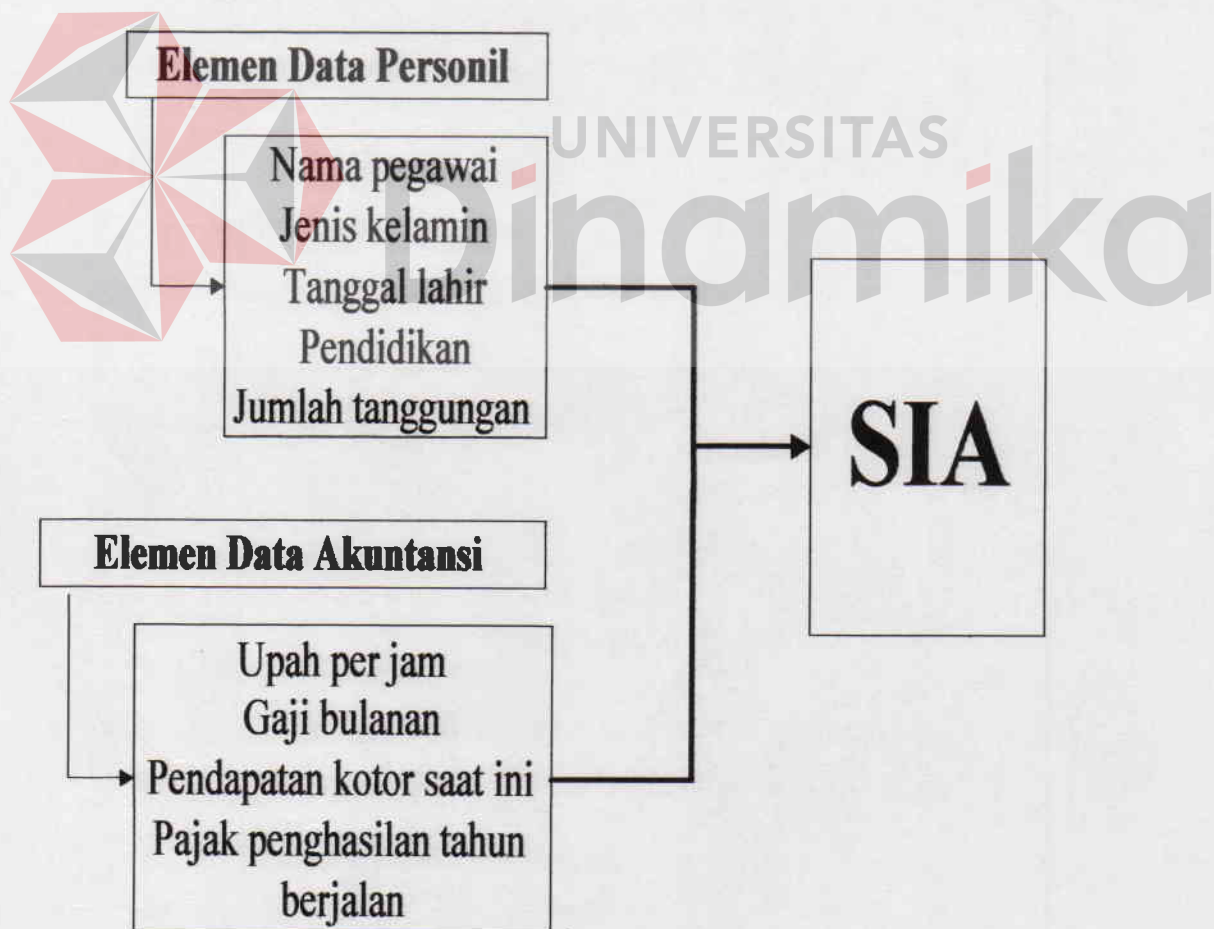 Elemen Data Personil
UNIVERSITAS
Dinamika
Nama pegawai
Jenis kelamin
Tanggal lahir
Pendidikan
Jumlah tanggungan
SIA
Elemen Data Akuntansi
Upah per jam
Gaji bulanan
Pendapatan kotor saat ini
Pajak penghasilan tahun
berjalan